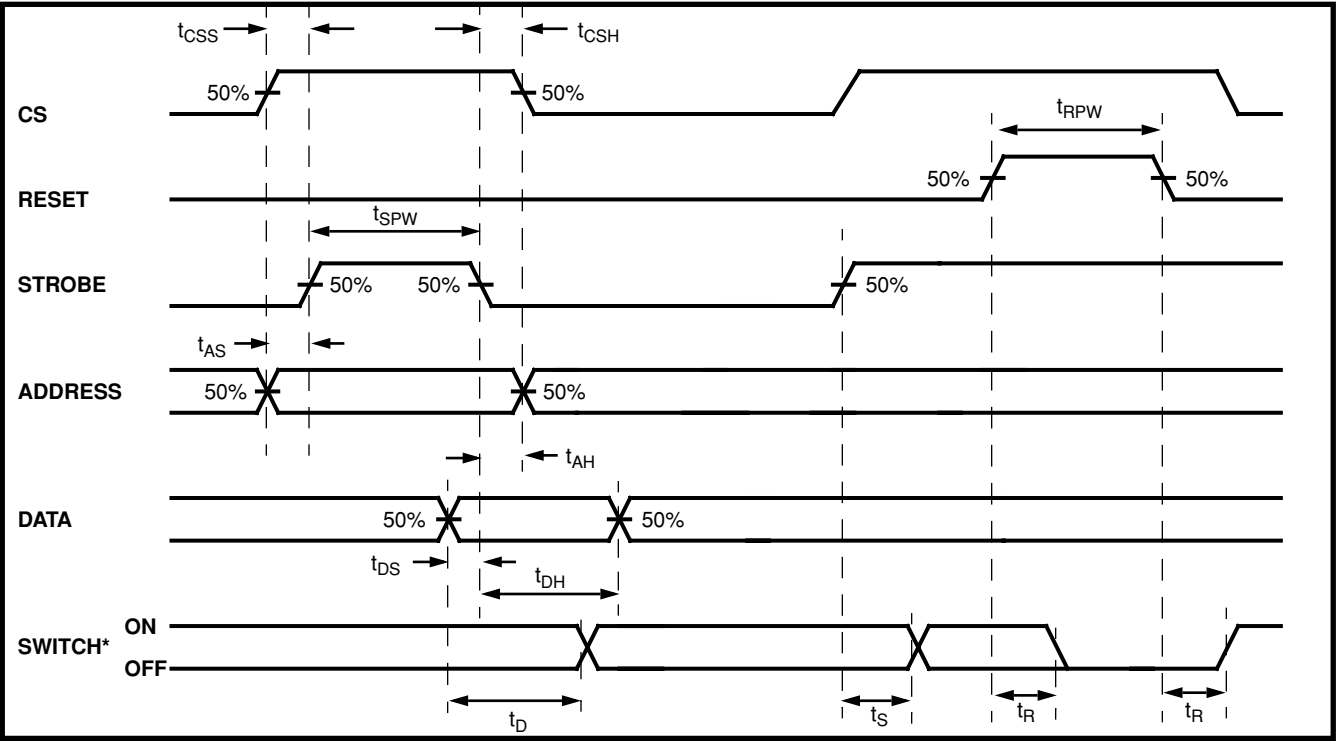 tCSS tCSH
CS 50% 50%
tRPW
RESET 50% 50%
tSPW
STROBE 50% 50% 50%
tAS
ADDRESS 50% 50%
tAH
DATA 50% 50%
tDS tDH
SWITCH* ON
OFF
tD tS tR tR